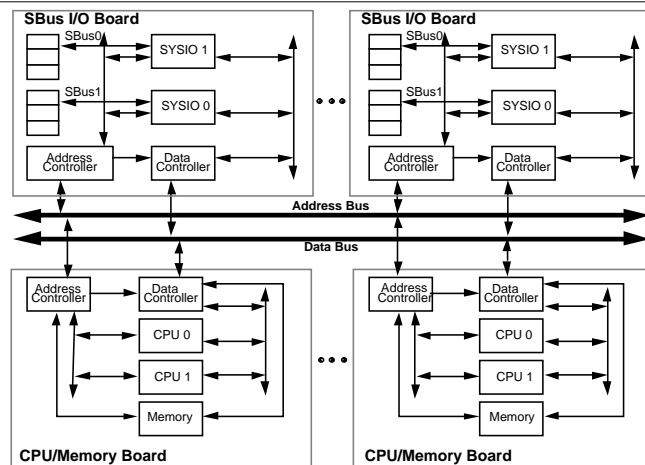 SBus I/O Board
SBus0
SYSIO 1
SBus1
SYSIO 0
Address
Controller
Data
Controller
SBus I/O Board
SBus0
SYSIO 1
SBus1
SYSIO 0
Address
Controller
Data
Controller
Address Bus
Data Bus
Address
Controller
Data
Controller
CPU 0
CPU 1
Memory
CPU/Memory Board
Address
Controller
Data
Controller
CPU 0
CPU 1
Memory
CPU/Memory Board